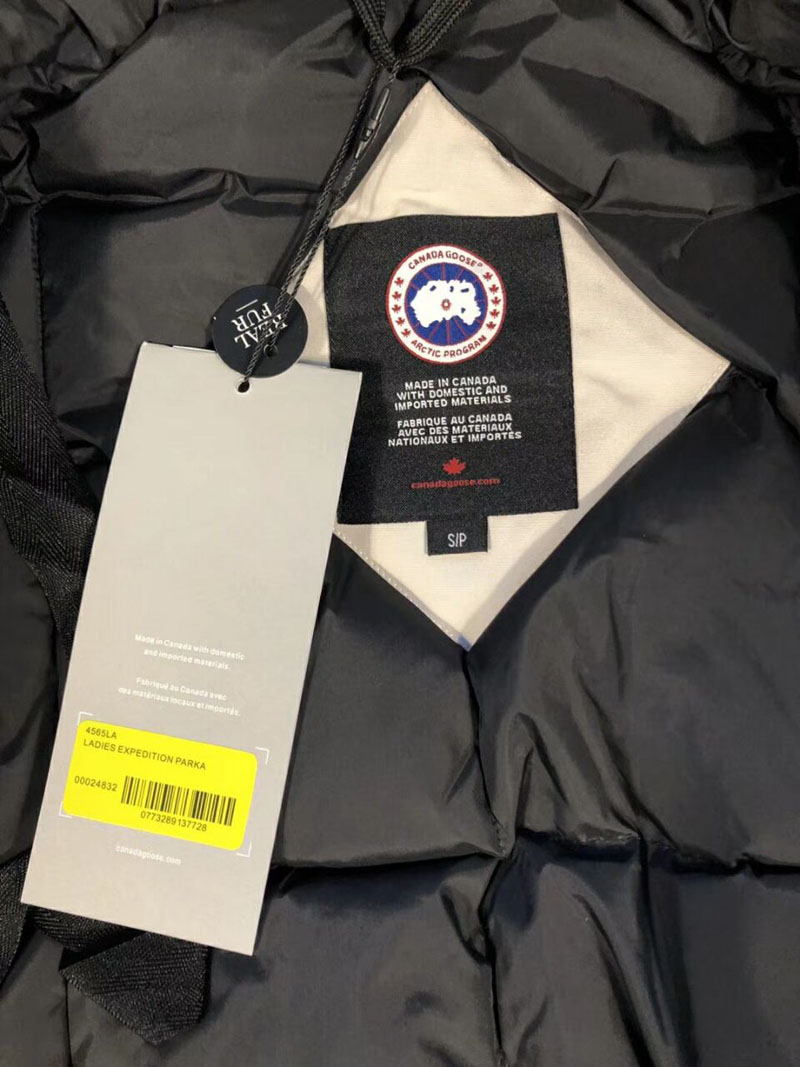 CANADA GOOSE®
ARCTIC PROGRAM
MADE IN CANADA
WITH DOMESTIC AND
IMPORTED MATERIALS
FABRIQUE AU CANADA
AVEC DES MATERIAUX
NATIONAUX ET IMPORTÉS
canadagoose.com
S/P
REAL
FUR
Made in Canada with domestic
and imported materials.
Fabriqué au Canada avec
des matériaux locaux et importés.
4565LA
LADIES EXPEDITION PARKA
00024832
0773289137728
canadagoose.com